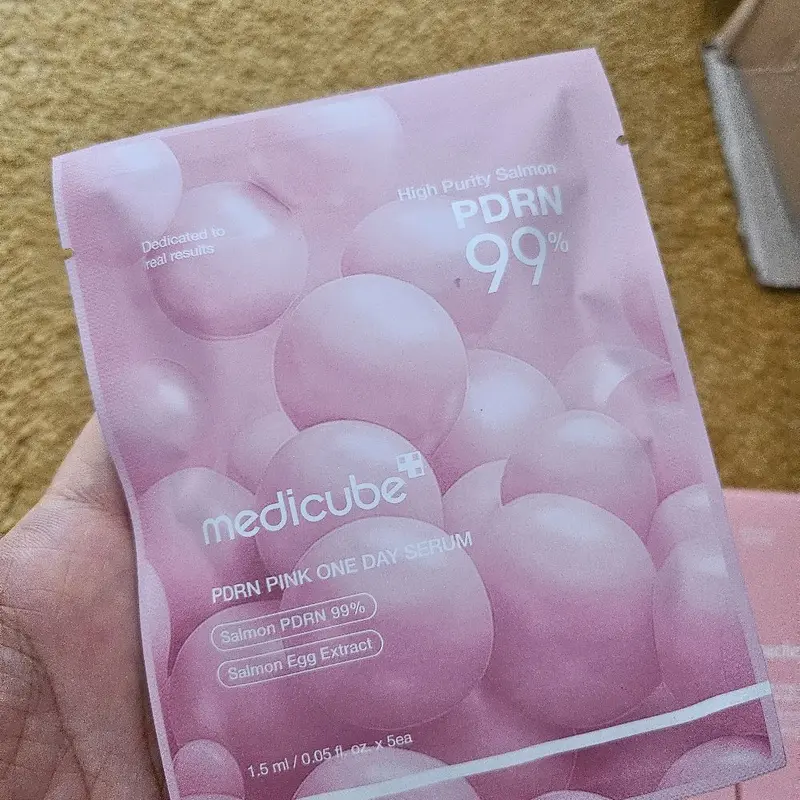 High Purity Salmon
PDRN
99%
Dedicated to
real results
medicube
PDRN PINK ONE DAY SERUM
Salmon PDRN 99%
Salmon Egg Extract
1.5 ml / 0.05 fl. oz. x 5ea